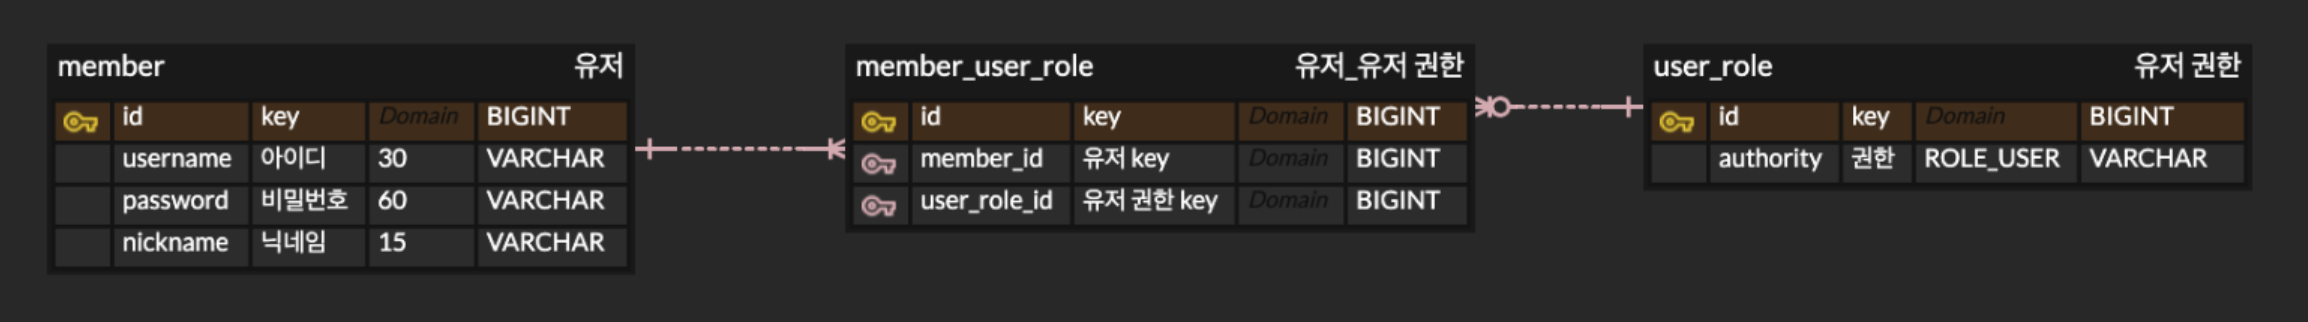 member 유저
id key Domain BIGINT
username 아이디 30 VARCHAR
password 비밀번호 60 VARCHAR
nickname 닉네임 15 VARCHAR
member_user_role 유저_유저 권한
id key Domain BIGINT
member_id 유저 key Domain BIGINT
user_role_id 유저 권한 key Domain BIGINT
user_role 유저 권한
id key Domain BIGINT
authority 권한 ROLE_USER VARCHAR